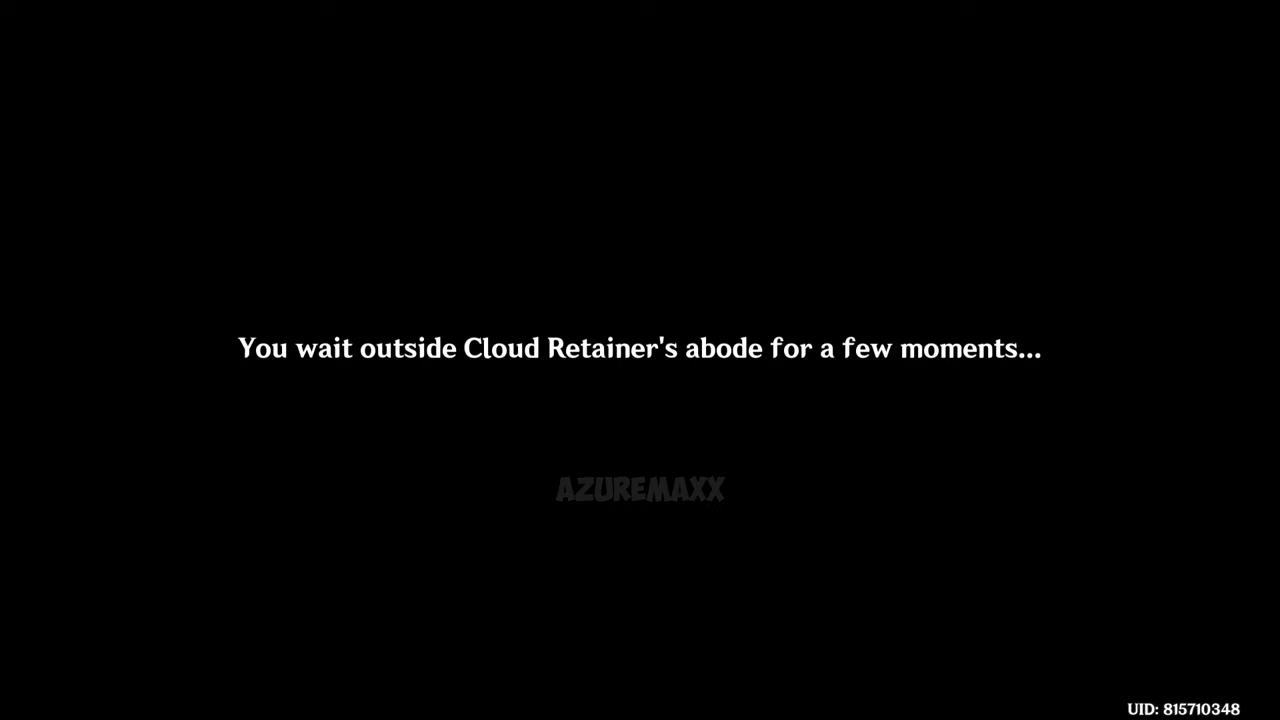 You wait outside Cloud Retainer's abode for a few moments...
AZUREMAXX
UID: 815710348